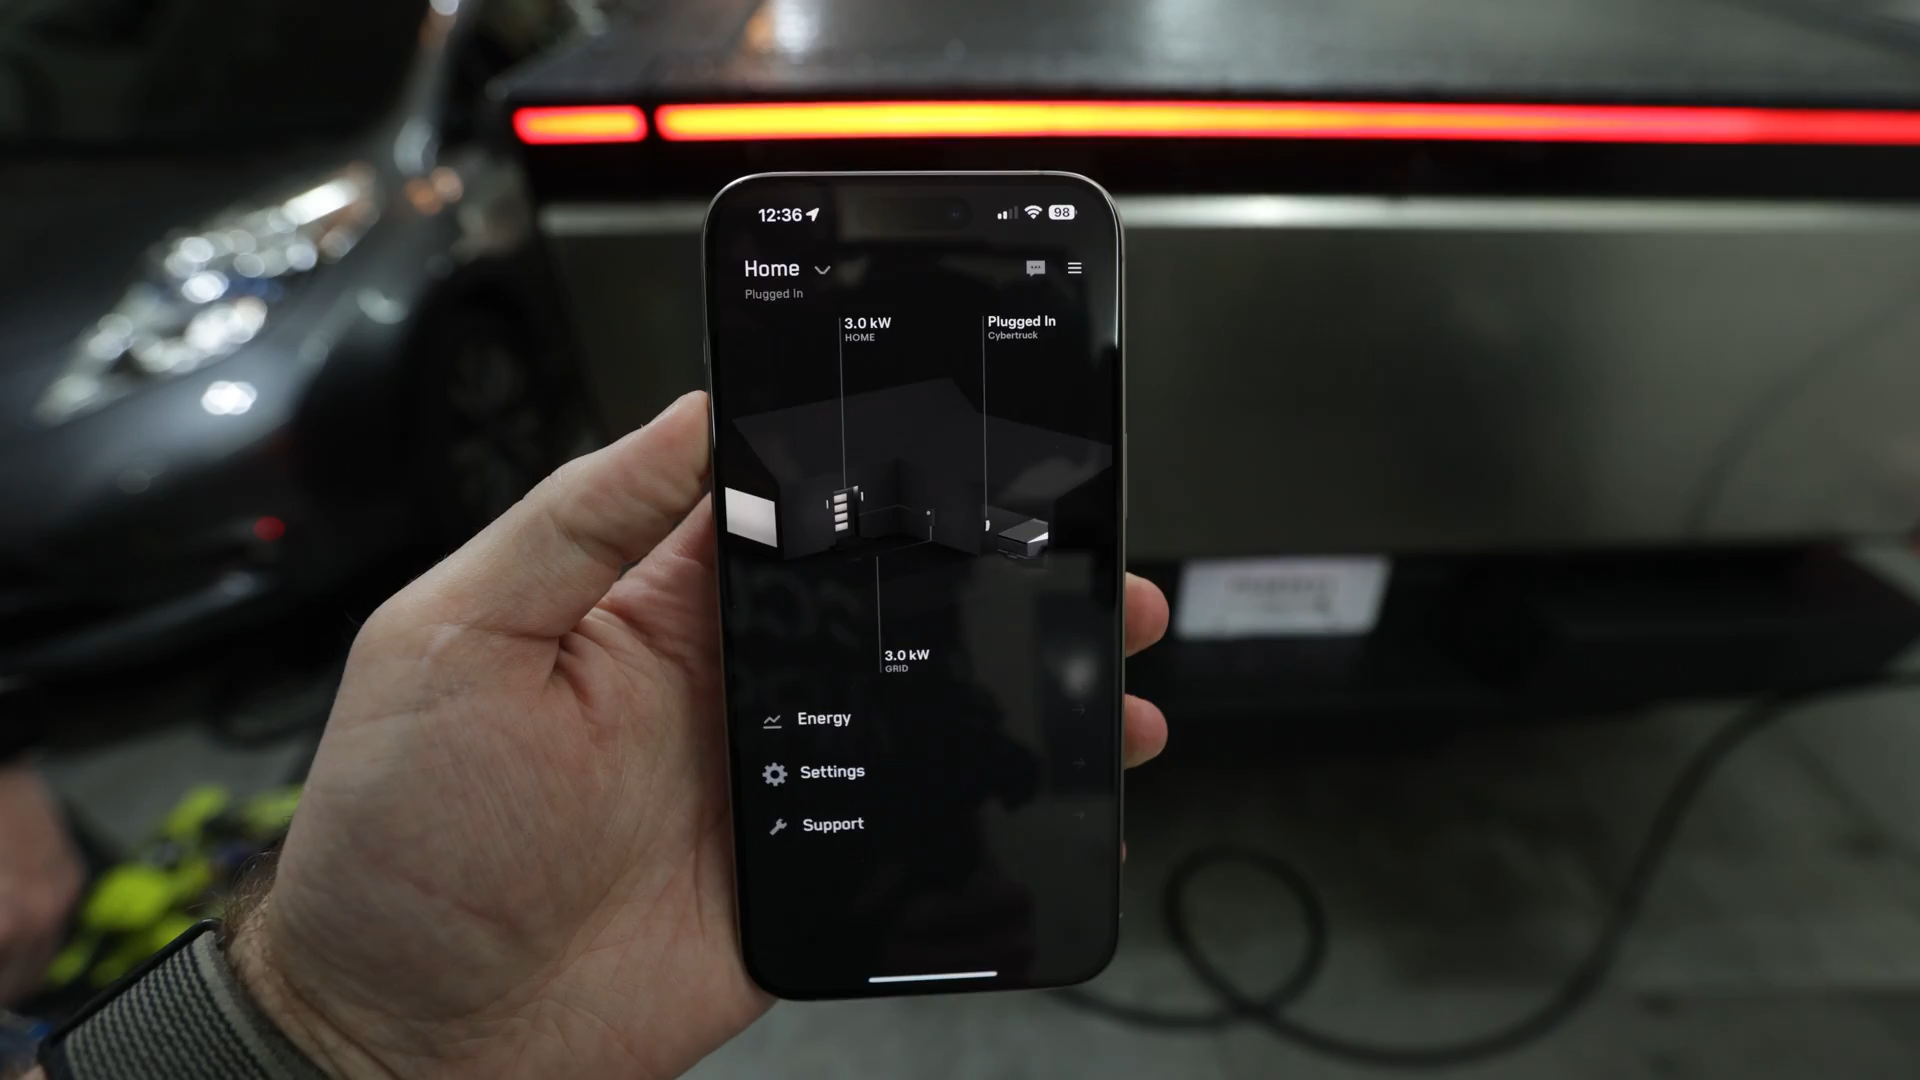 12:36
98
Home
Plugged In
3.0 kW
HOME
Plugged In
Cybertruck
3.0 kW
GRID
Energy
Settings
Support